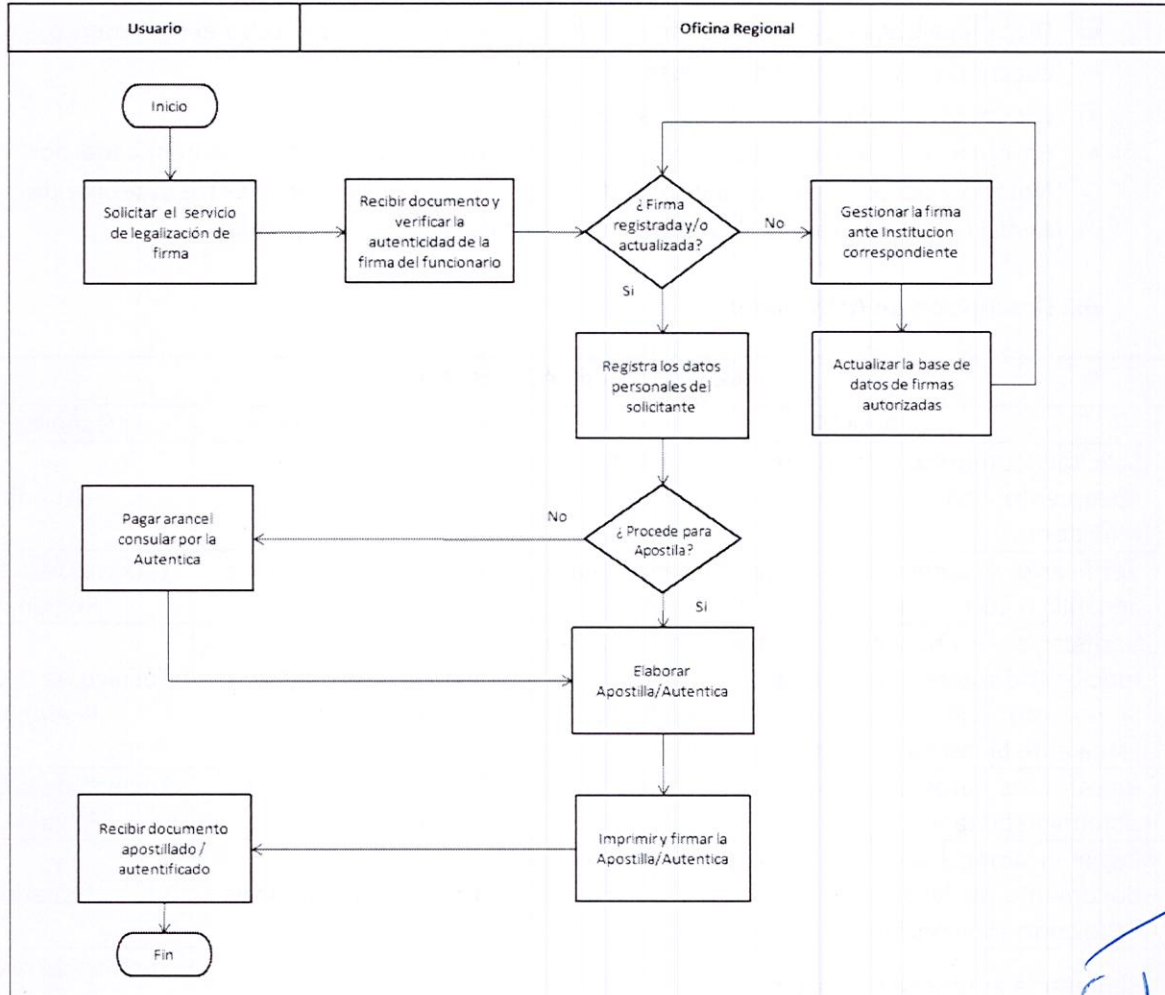 Usuario
Oficina Regional
Inicio
Solicitar el servicio
de legalización de
firma
Recibir documento y
verificar la
autenticidad de la
firma del funcionario
¿Firma
registrada y/o
actualizada?
No
Gestionar la firma
ante Institucion
correspondiente
Si
Registra los datos
personales del
solicitante
Actualizar la base de
datos de firmas
autorizadas
Pagar arancel
consular por la
Autentica
No
¿Procede para
Apostila?
Si
Elaborar
Apostilla/Autentica
Recibir documento
apostillado /
autentificado
Imprimir y firmar la
Apostilla/Autentica
Fin